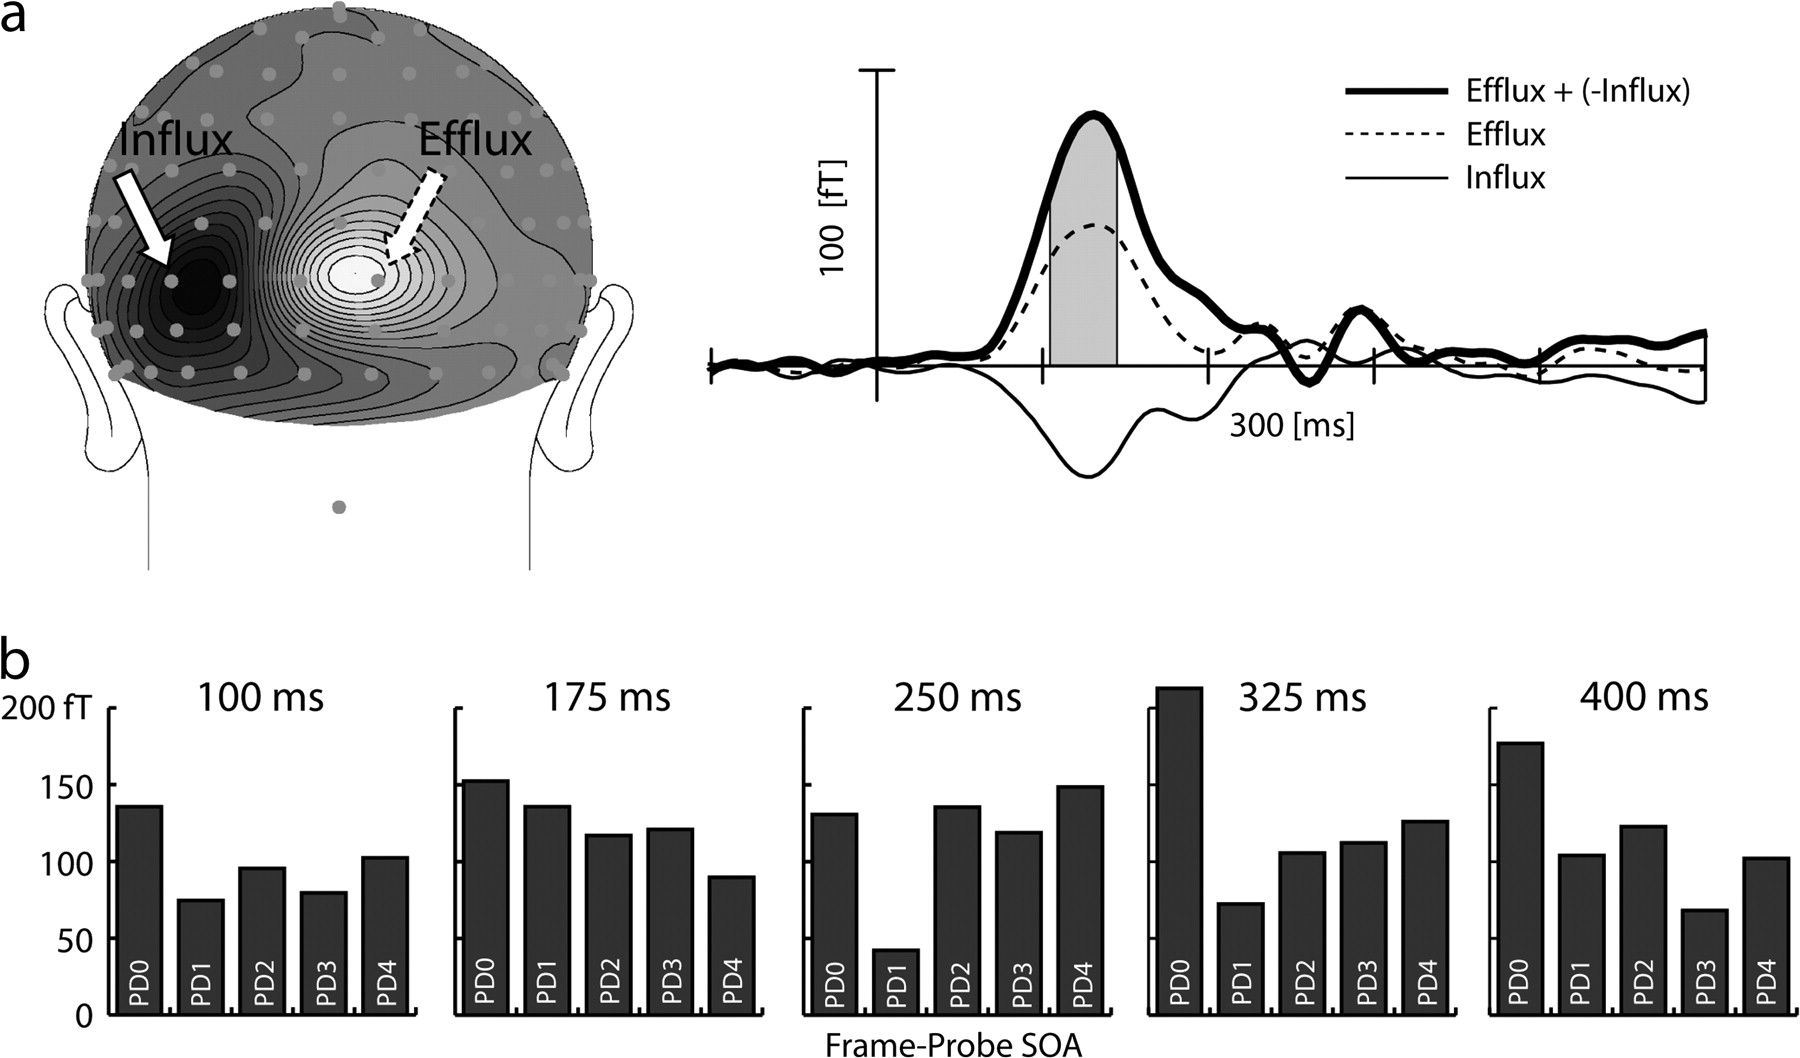 a
Influx
Efflux
100 [fT]
Efflux + (-Influx)
Efflux
Influx
300 [ms]
b
200 fT
150
100
50
0
100 ms
PD0 PD1 PD2 PD3 PD4
175 ms
PD0 PD1 PD2 PD3 PD4
250 ms
PD0 PD1 PD2 PD3 PD4
325 ms
PD0 PD1 PD2 PD3 PD4
400 ms
PD0 PD1 PD2 PD3 PD4
Frame-Probe SOA